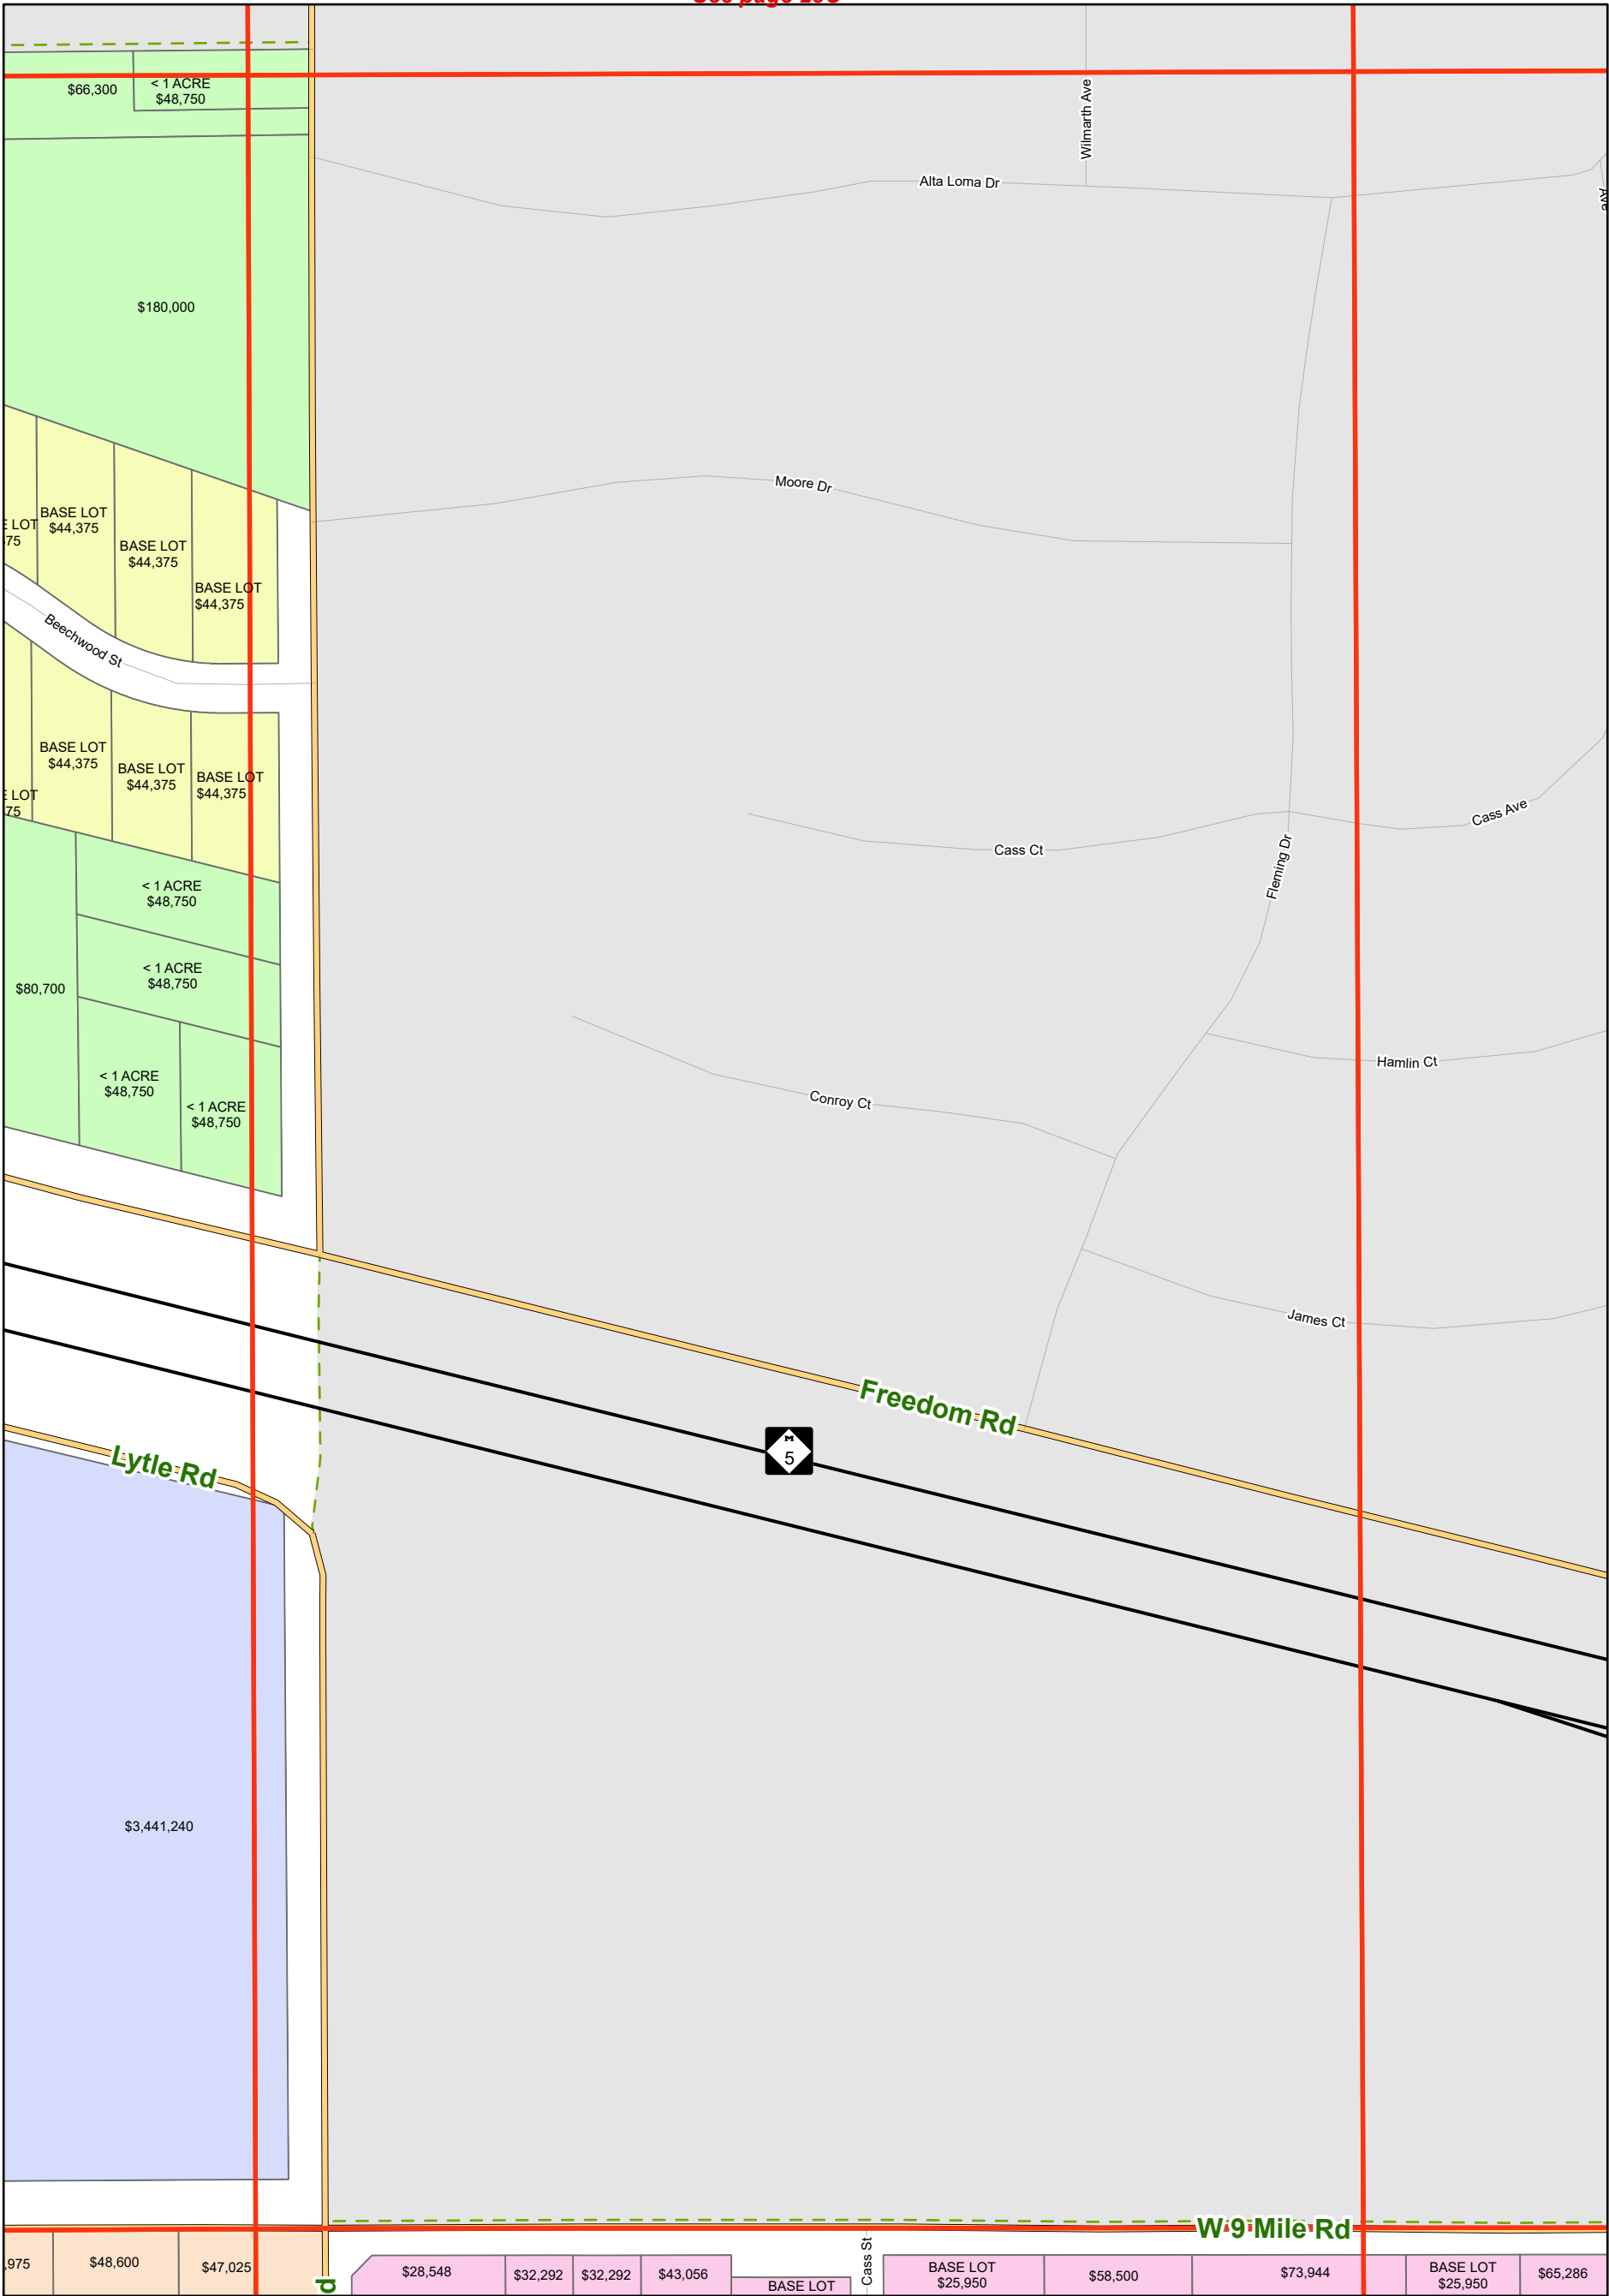 $66,300
< 1 ACRE
$48,750
Wilmarth Ave
Alta Loma Dr
Ave
$180,000
BASE LOT
$44,375
BASE LOT
$44,375
BASE LOT
$44,375
Moore Dr
Beechwood St
BASE LOT
$44,375
BASE LOT
$44,375
BASE LOT
$44,375
Cass Ave
Cass Ct
Fleming Dr
< 1 ACRE
$48,750
< 1 ACRE
$48,750
$80,700
< 1 ACRE
$48,750
< 1 ACRE
$48,750
Hamlin Ct
Conroy Ct
James Ct
Freedom Rd
M
5
Lytle Rd
$3,441,240
W 9 Mile Rd
,975
$48,600
$47,025
$28,548
$32,292
$32,292
$43,056
BASE LOT
Cass St
BASE LOT
$25,950
$58,500
$73,944
BASE LOT
$25,950
$65,286